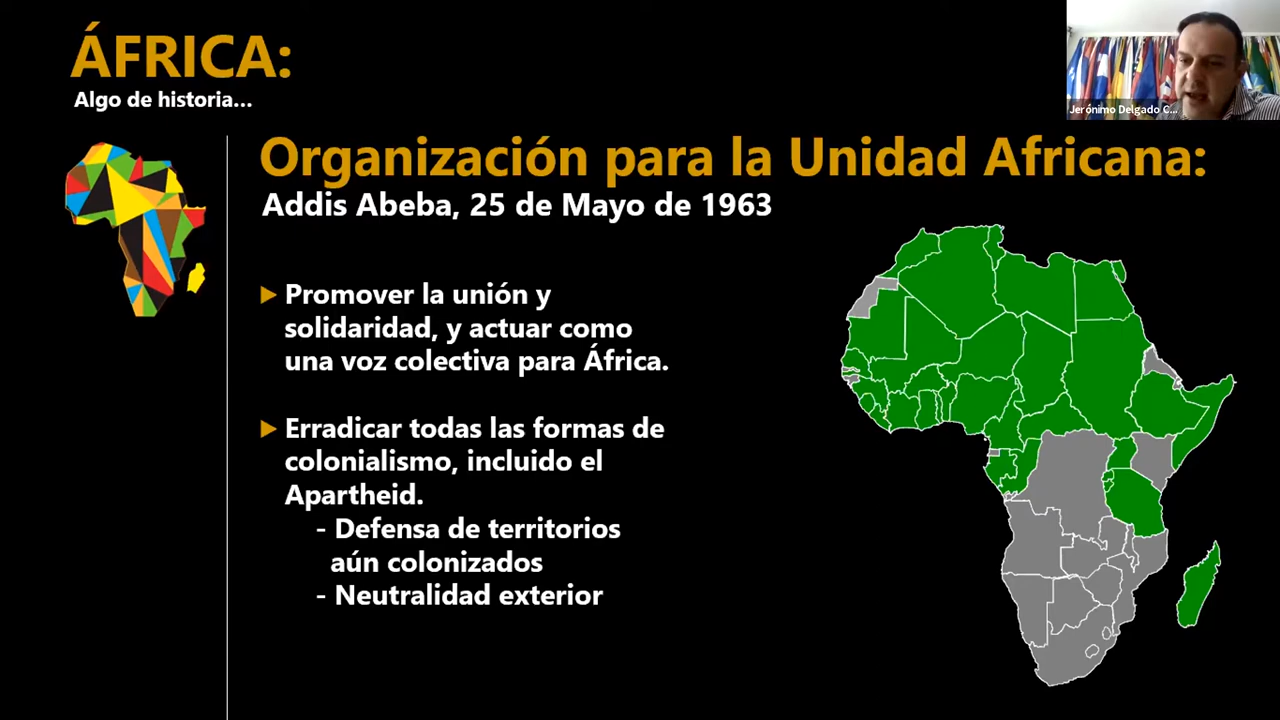 ÁFRICA:
Algo de historia...
Jerónimo Delgado C...
Organización para la Unidad Africana:
Addis Abeba, 25 de Mayo de 1963
Promover la unión y
solidaridad, y actuar como
una voz colectiva para África.
Erradicar todas las formas de
colonialismo, incluido el
Apartheid.
- Defensa de territorios
aún colonizados
- Neutralidad exterior